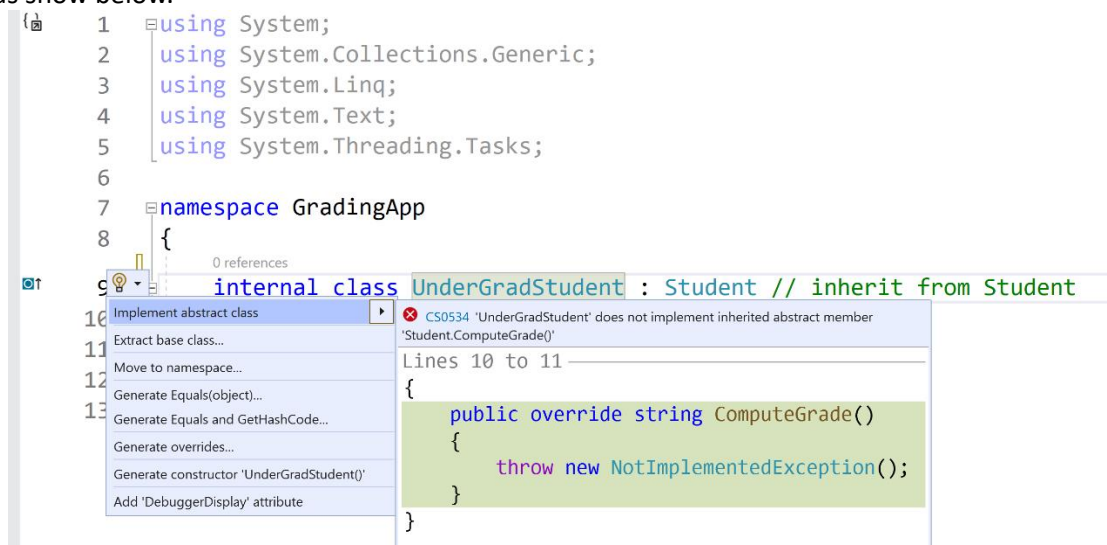 as show below.
1 using System;
2 using System.Collections.Generic;
3 using System.Linq;
4 using System.Text;
5 using System.Threading.Tasks;
6
7 namespace GradingApp
8 {
0 references
9 internal class UnderGradStudent : Student // inherit from Student
10
11
12
13
Implement abstract class
Extract base class...
Move to namespace...
Generate Equals(object)...
Generate Equals and GetHashCode...
Generate overrides...
Generate constructor 'UnderGradStudent()'
Add 'DebuggerDisplay' attribute
CS0534 'UnderGradStudent' does not implement inherited abstract member
'Student.ComputeGrade()'
Lines 10 to 11
{
public override string ComputeGrade()
{
throw new NotImplementedException();
}
}